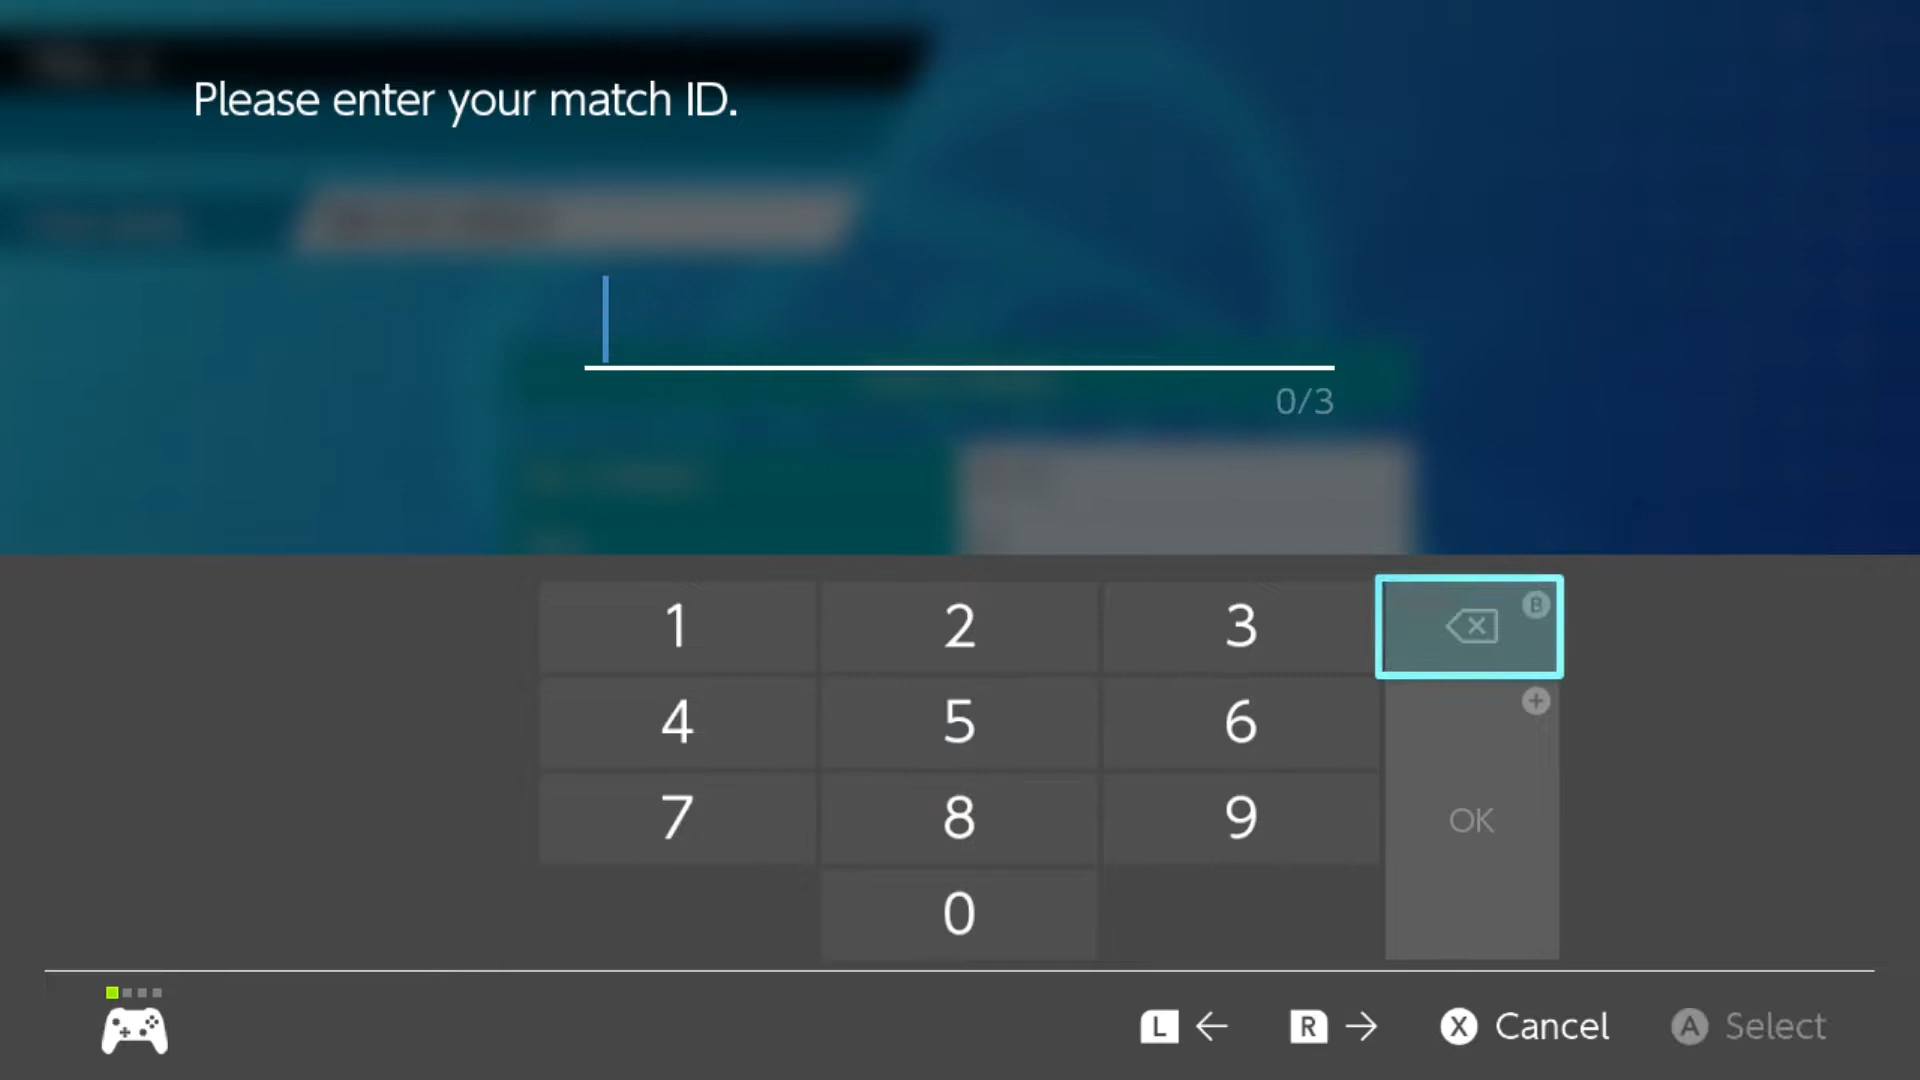 Please enter your match ID.
0/3
1 2 3 B
4 5 6 +
7 8 9 OK
0
L ← R → X Cancel A Select